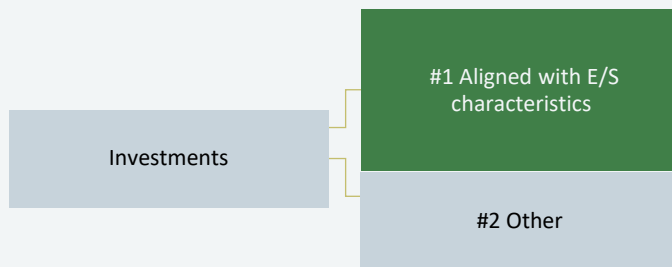 #1 Aligned with E/S
characteristics
Investments
#2 Other